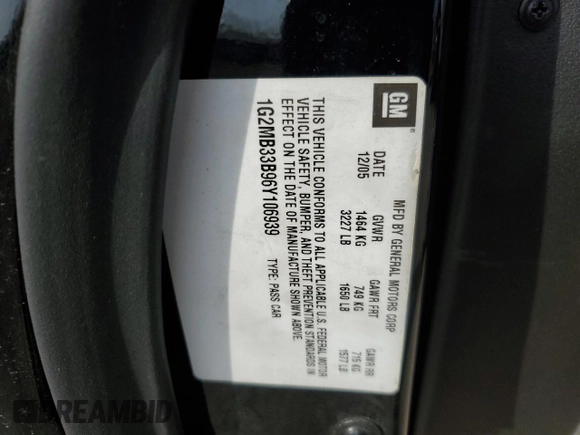 GM
®
MFD BY GENERAL MOTORS CORP
DATE GVWR GAWR FRT GAWR RR
12/05 1464 KG 749 KG 715 KG
3227 LB 1650 LB 1577 LB
THIS VEHICLE CONFORMS TO ALL APPLICABLE U.S. FEDERAL MOTOR
VEHICLE SAFETY, BUMPER, AND THEFT PREVENTION STANDARDS IN
EFFECT ON THE DATE OF MANUFACTURE SHOWN ABOVE.
1G2MB33B96Y106939 TYPE: PASS CAR
DREAMBID